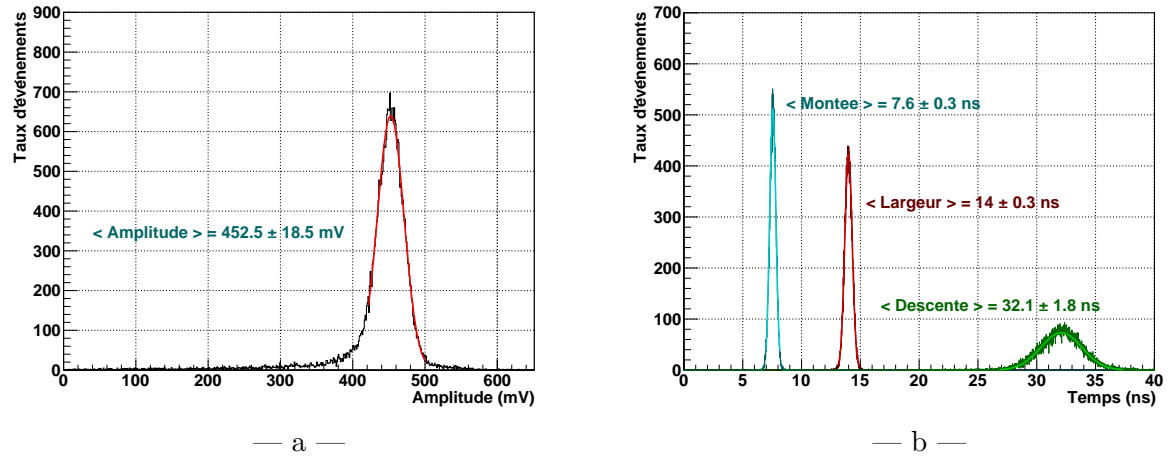 Taux d'événements
900
800
700
600
500
400
300
200
100
0
< Amplitude > = 452.5 ± 18.5 mV
0 100 200 300 400 500 600
Amplitude (mV)
— a —
Taux d'événements
700
600
500
400
300
200
100
0
< Montee > = 7.6 ± 0.3 ns
< Largeur > = 14 ± 0.3 ns
< Descente > = 32.1 ± 1.8 ns
0 5 10 15 20 25 30 35 40
Temps (ns)
— b —